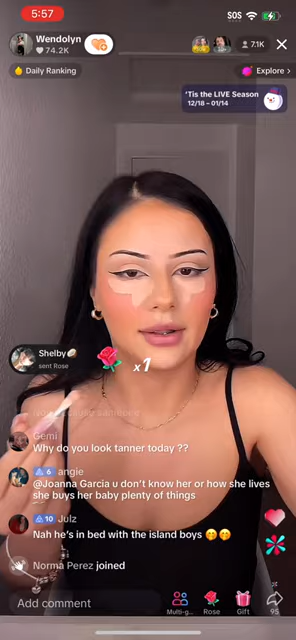 5:57
SOS
Wendolyn
74.2K
7.1K
Daily Ranking
Explore >
'Tis the LIVE Season
12/18 – 01/14
Shelby
sent Rose
x1
Gemi
Why do you look tanner today ??
6 angie
@Joanna Garcia u don't know her or how she lives
she buys her baby plenty of things
10 Julz
Nah he's in bed with the island boys 🤭🤭
Norma Perez joined
Add comment
Multi-g...
Rose
Gift
95